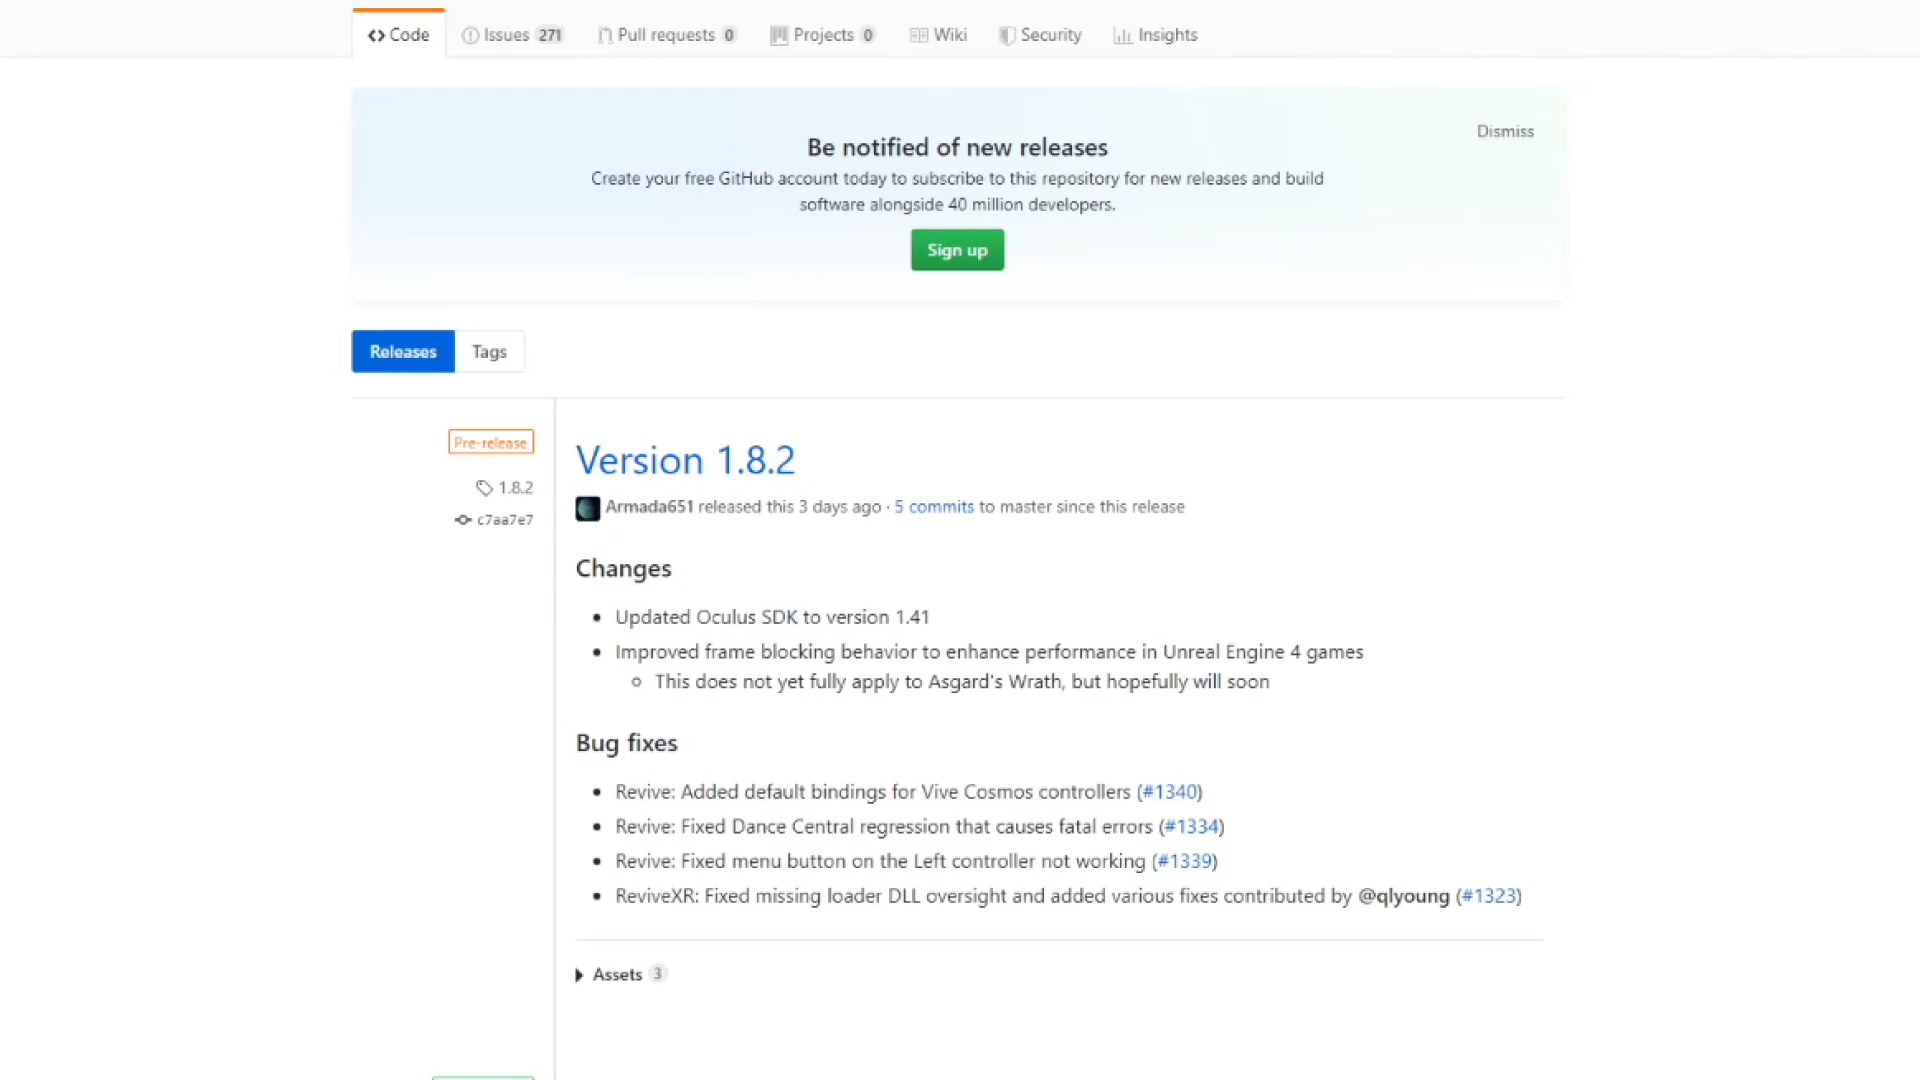 Code Issues 271 Pull requests 0 Projects 0 Wiki Security Insights
Be notified of new releases
Dismiss
Create your free GitHub account today to subscribe to this repository for new releases and build
software alongside 40 million developers.
Sign up
Releases Tags
Pre-release
1.8.2
c7aa7e7
Version 1.8.2
Armada651 released this 3 days ago · 5 commits to master since this release
Changes
• Updated Oculus SDK to version 1.41
• Improved frame blocking behavior to enhance performance in Unreal Engine 4 games
◦ This does not yet fully apply to Asgard's Wrath, but hopefully will soon
Bug fixes
• Revive: Added default bindings for Vive Cosmos controllers (#1340)
• Revive: Fixed Dance Central regression that causes fatal errors (#1334)
• Revive: Fixed menu button on the Left controller not working (#1339)
• ReviveXR: Fixed missing loader DLL oversight and added various fixes contributed by @qlyoung (#1323)
Assets 3